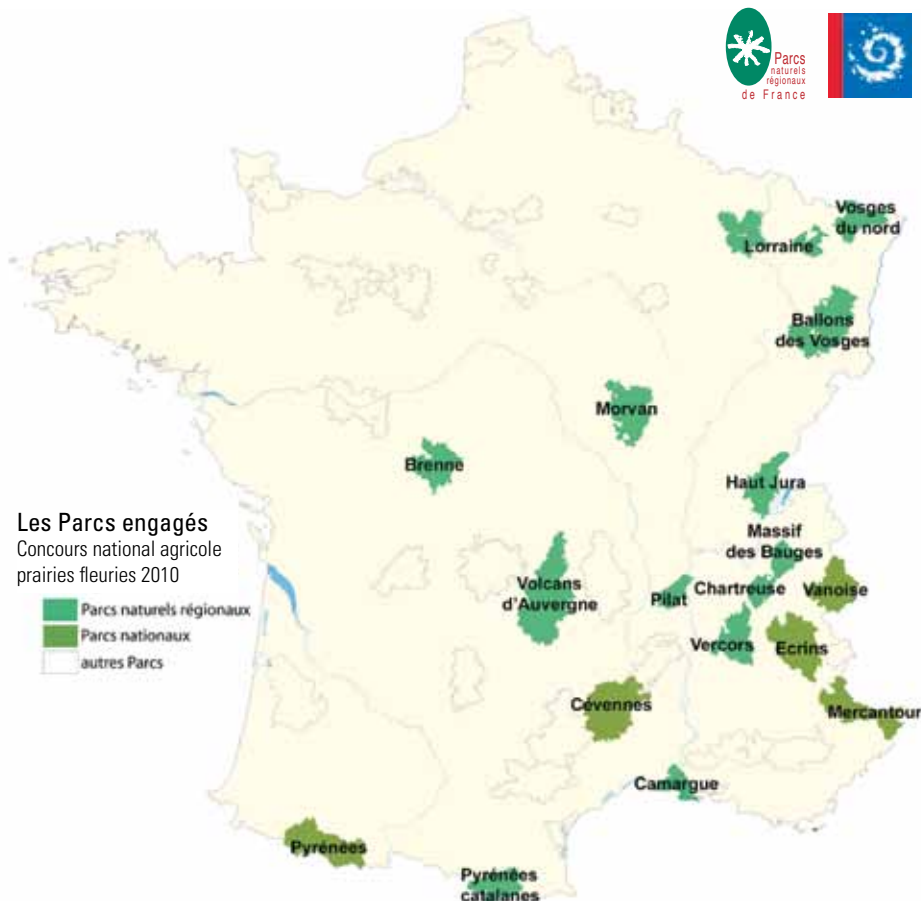 Parcs
naturels
régionaux
de France
Vosges
du nord
Lorraine
Ballons
des Vosges
Morvan
Brenne
Haut Jura
Les Parcs engagés
Concours national agricole
prairies fleuries 2010
Parcs naturels régionaux
Parcs nationaux
autres Parcs
Massif
des Bauges
Volcans
d'Auvergne
Pilat
Chartreuse
Vanoise
Vercors
Ecrins
Cévennes
Mercantour
Camargue
Pyrénées
Pyrénées
catalanes